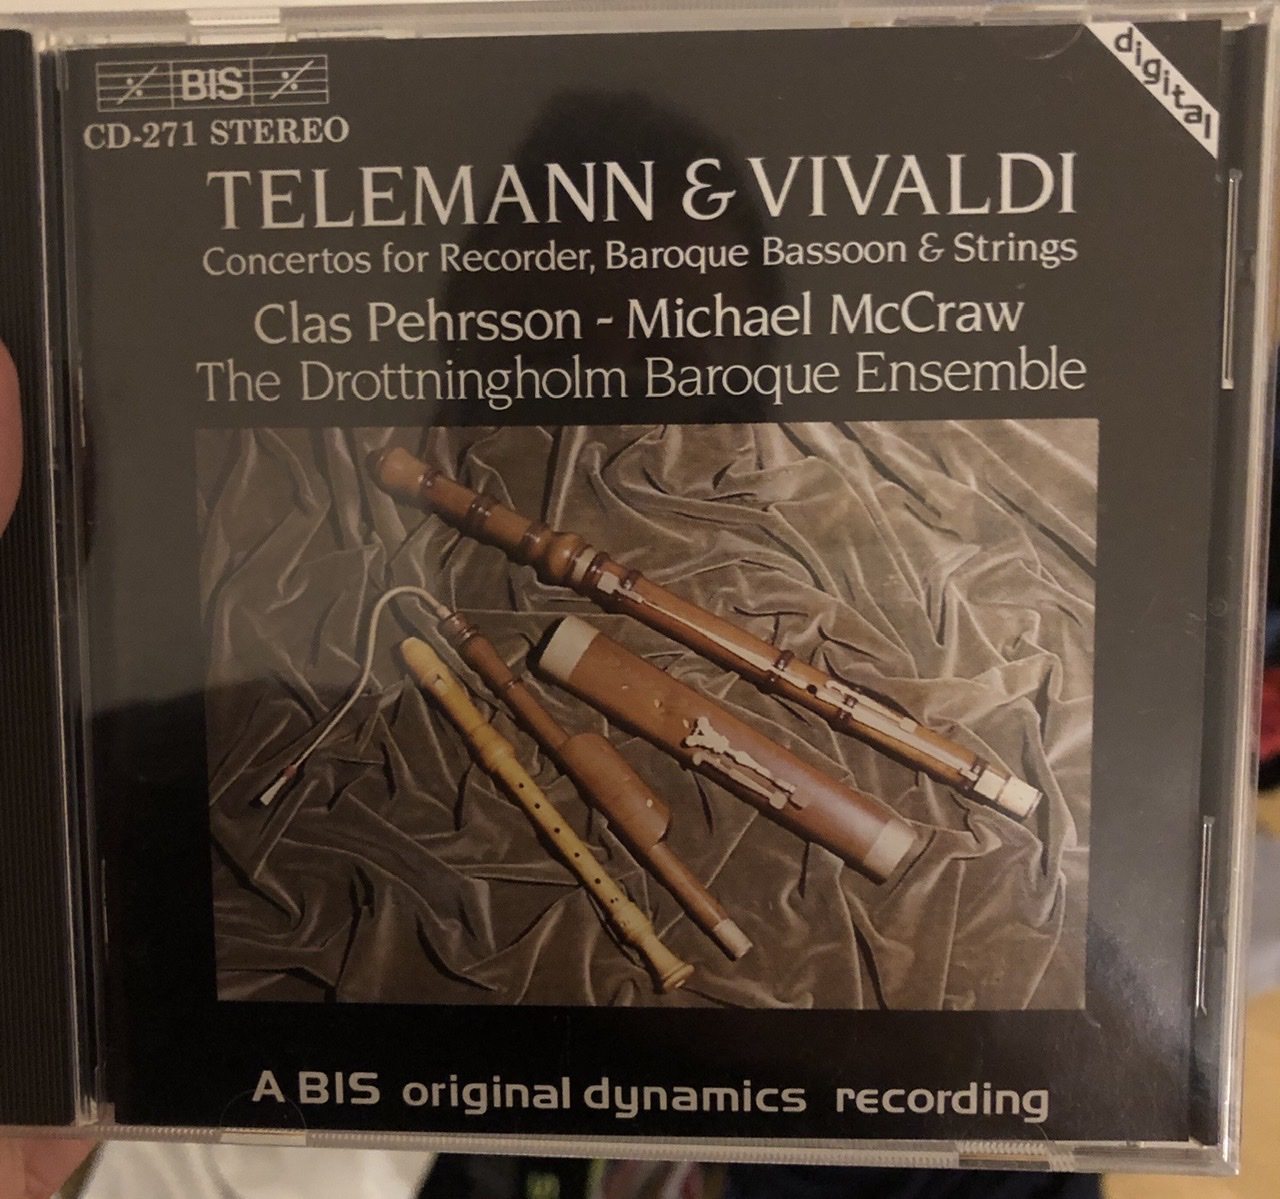 BIS
digital
CD-271 STEREO
TELEMANN & VIVALDI
Concertos for Recorder, Baroque Bassoon & Strings
Clas Pehrsson - Michael McCraw
The Drottningholm Baroque Ensemble
A BIS original dynamics recording